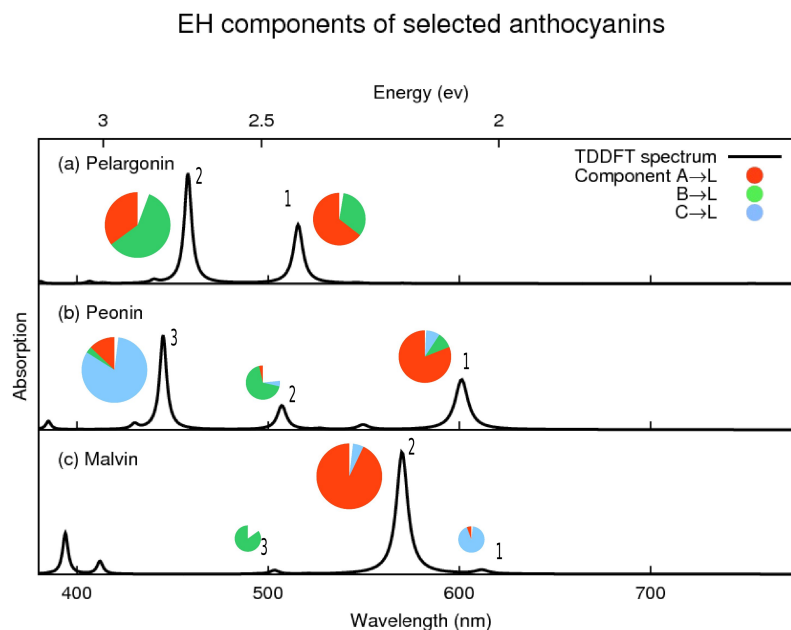 EH components of selected anthocyanins
Energy (ev)
3 2.5 2
(a) Pelargonin
TDDFT spectrum
Component A→L
B→L
C→L
2
1
(b) Peonin
3
2
1
(c) Malvin
2
3
1
Absorption
400 500 600 700
Wavelength (nm)